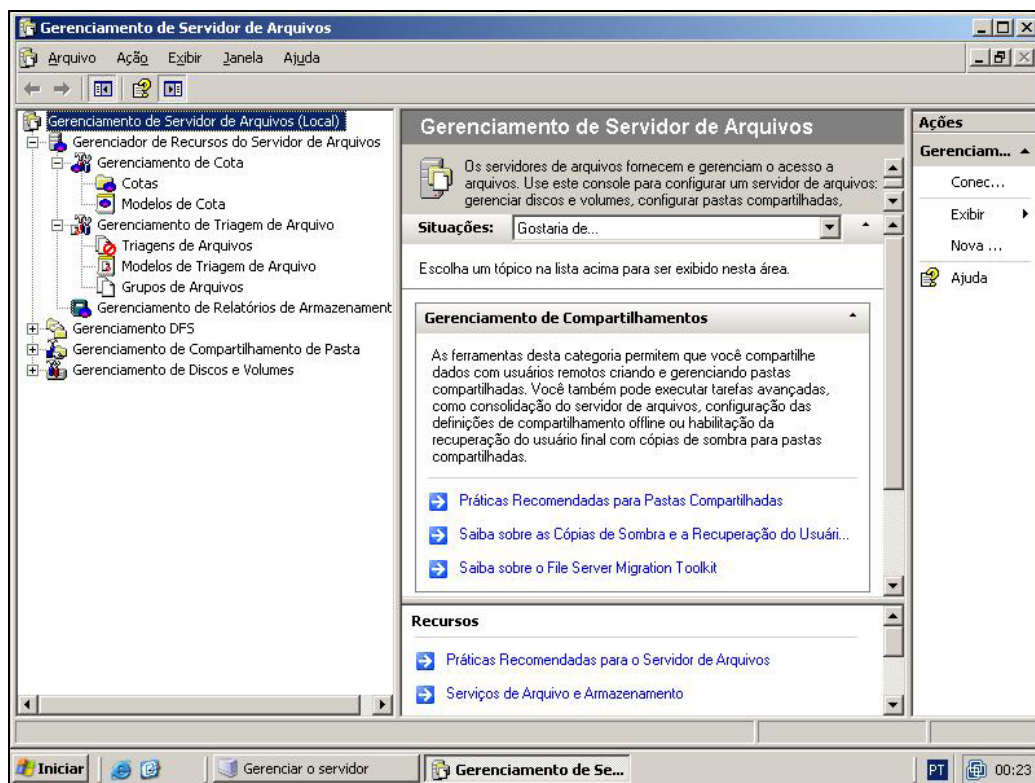 Gerenciamento de Servidor de Arquivos
Arquivo Ação Exibir Janela Ajuda
Gerenciamento de Servidor de Arquivos (Local)
Gerenciador de Recursos do Servidor de Arquivos
Gerenciamento de Cota
Cotas
Modelos de Cota
Gerenciamento de Triagem de Arquivo
Triagens de Arquivos
Modelos de Triagem de Arquivo
Grupos de Arquivos
Gerenciamento de Relatórios de Armazenament
Gerenciamento DFS
Gerenciamento de Compartilhamento de Pasta
Gerenciamento de Discos e Volumes
Gerenciamento de Servidor de Arquivos
Os servidores de arquivos fornecem e gerenciam o acesso a
arquivos. Use este console para configurar um servidor de arquivos:
gerenciar discos e volumes, configurar pastas compartilhadas,
Situações: Gostaria de...
Escolha um tópico na lista acima para ser exibido nesta área.
Gerenciamento de Compartilhamentos
As ferramentas desta categoria permitem que você compartilhe
dados com usuários remotos criando e gerenciando pastas
compartilhadas. Você também pode executar tarefas avançadas,
como consolidação do servidor de arquivos, configuração das
definições de compartilhamento offline ou habilitação da
recuperação do usuário final com cópias de sombra para pastas
compartilhadas.
Práticas Recomendadas para Pastas Compartilhadas
Saiba sobre as Cópias de Sombra e a Recuperação do Usuári...
Saiba sobre o File Server Migration Toolkit
Recursos
Práticas Recomendadas para o Servidor de Arquivos
Serviços de Arquivo e Armazenamento
Ações
Gerenciam...
Conec...
Exibir
Nova ...
Ajuda
Iniciar Gerenciar o servidor Gerenciamento de Se... PT 00:23